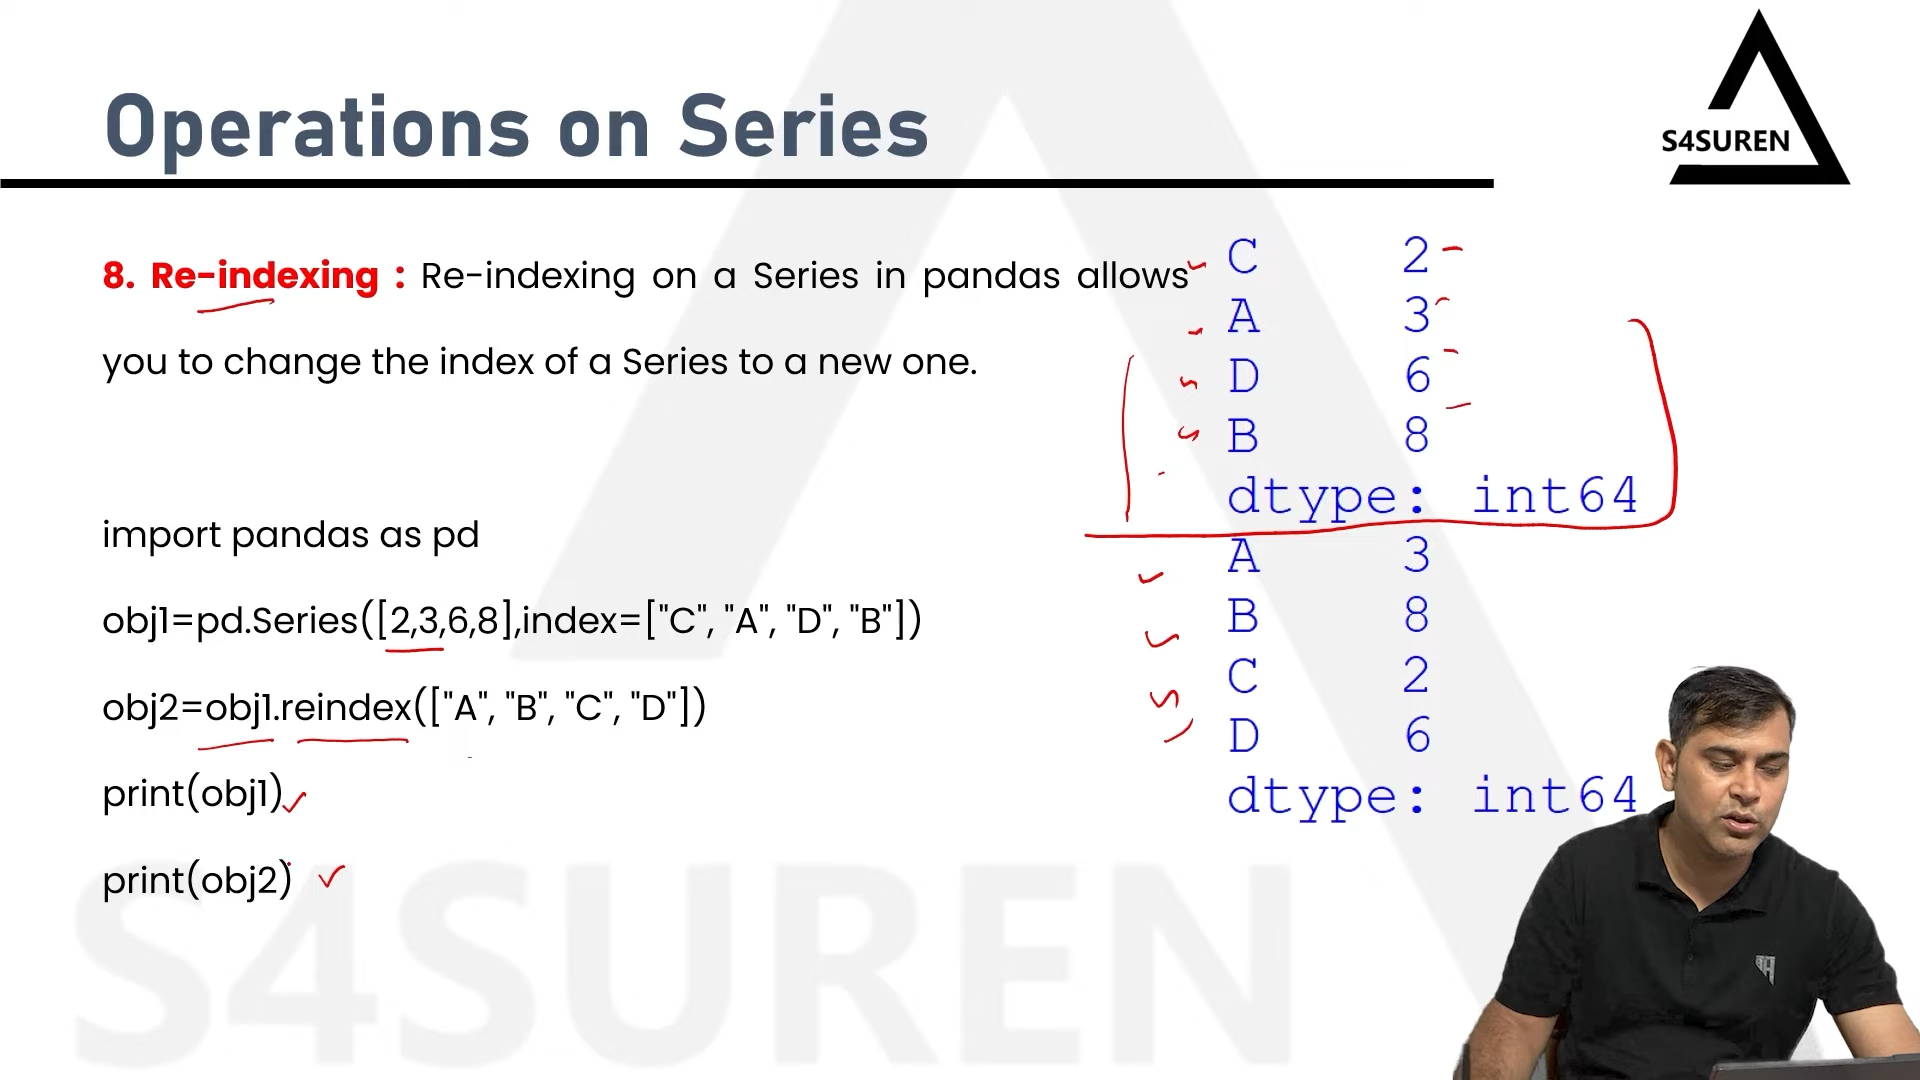 Operations on Series
S4SUREN
8. Re-indexing : Re-indexing on a Series in pandas allows
you to change the index of a Series to a new one.
import pandas as pd
obj1=pd.Series([2,3,6,8],index=["C", "A", "D", "B"])
obj2=obj1.reindex(["A", "B", "C", "D"])
print(obj1)
print(obj2)
C 2
A 3
D 6
B 8
dtype: int64
A 3
B 8
C 2
D 6
dtype: int64
S4SUREN